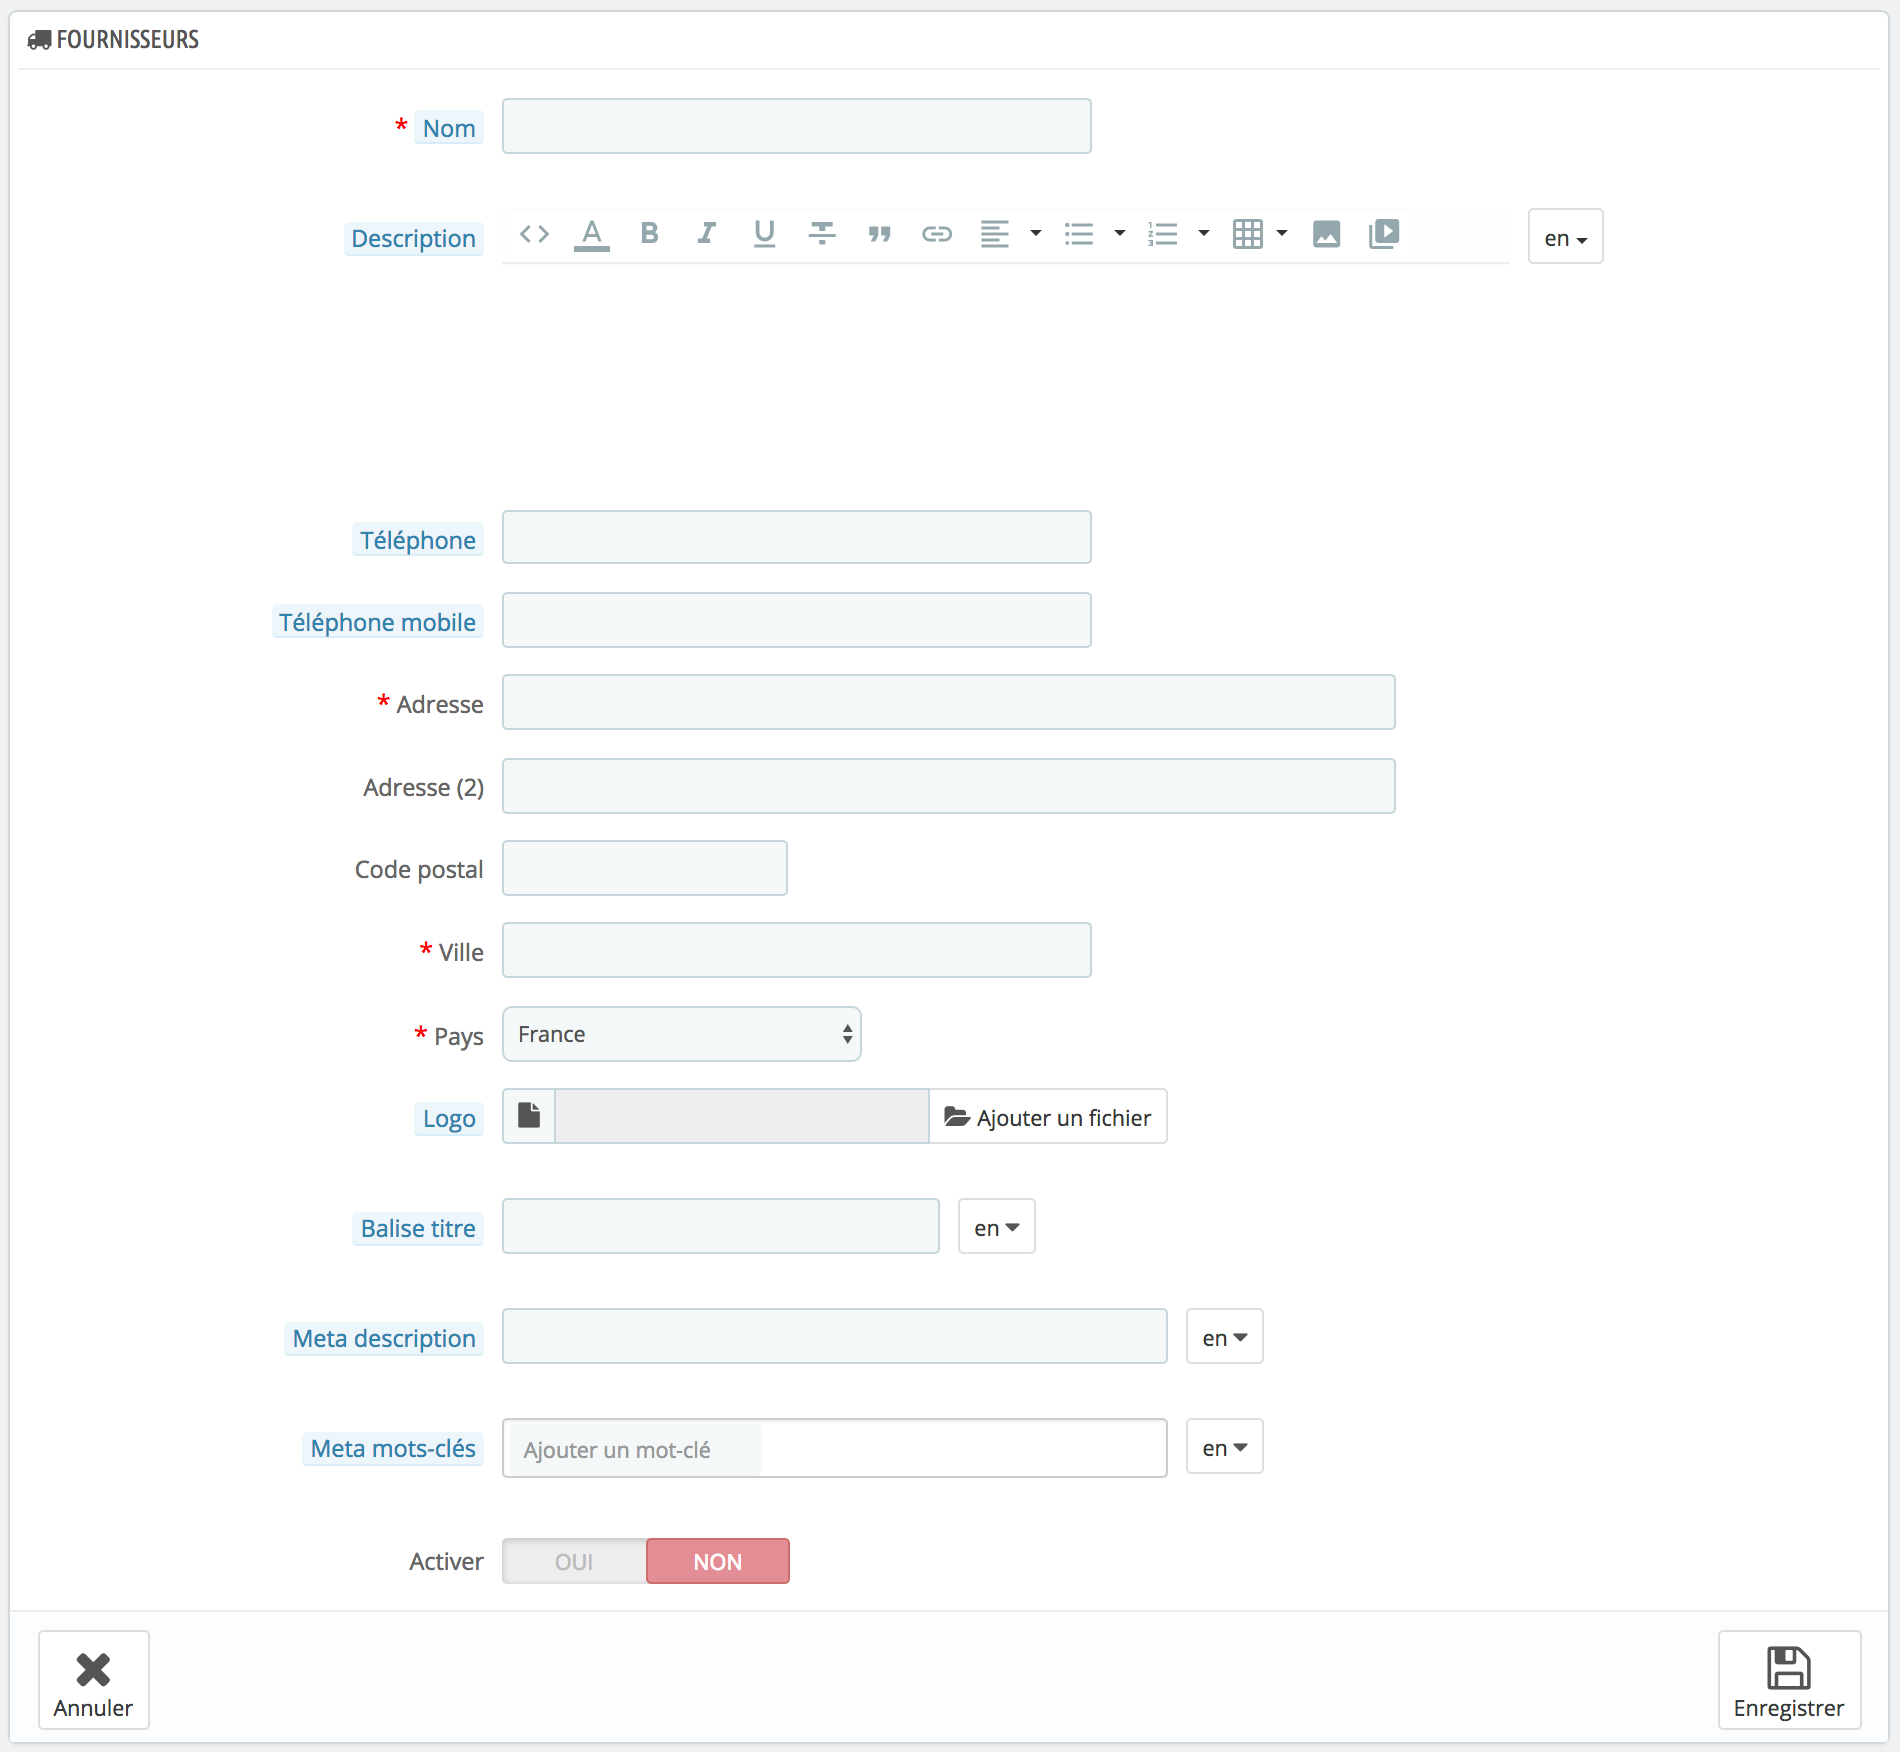 FOURNISSEURS
* Nom
Description
A B I U
en
Téléphone
Téléphone mobile
* Adresse
Adresse (2)
Code postal
* Ville
* Pays
France
Logo
Ajouter un fichier
Balise titre
en
Meta description
en
Meta mots-clés
Ajouter un mot-clé
en
Activer
OUI
NON
Annuler
Enregistrer